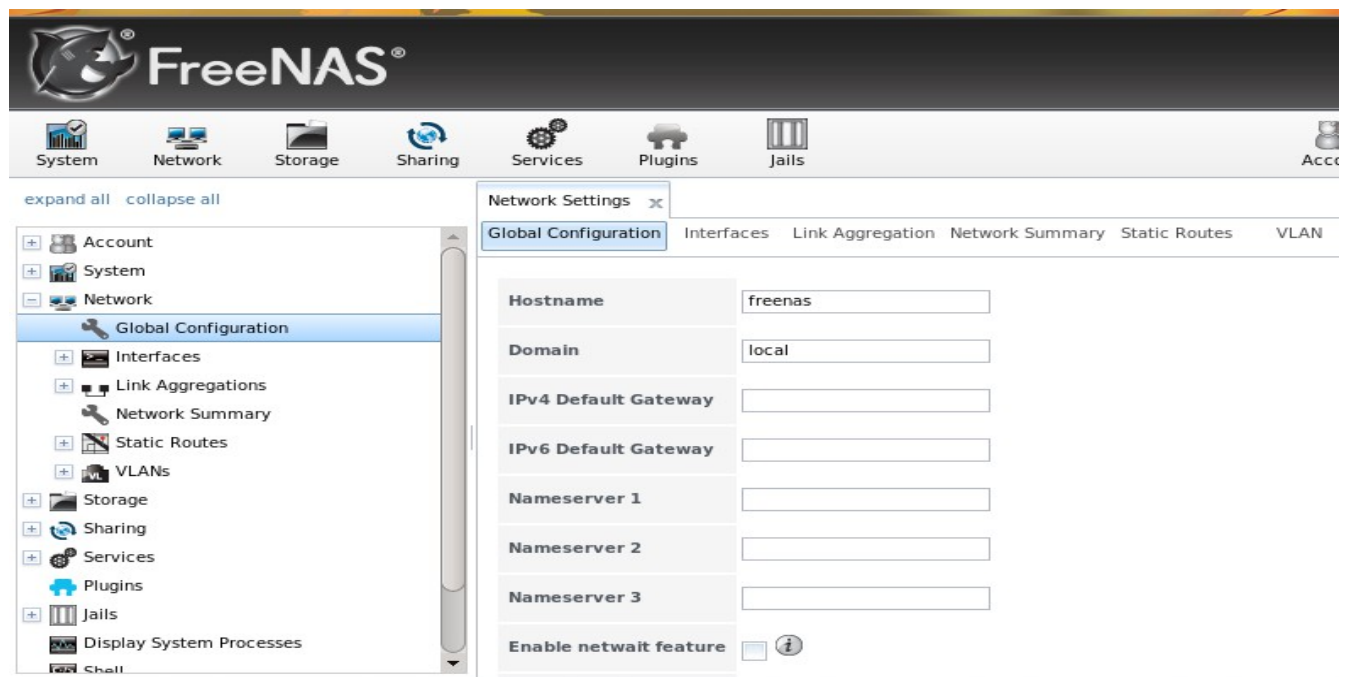 FreeNAS®
System Network Storage Sharing Services Plugins Jails
expand all collapse all
Account
System
Network
Global Configuration
Interfaces
Link Aggregations
Network Summary
Static Routes
VLANs
Storage
Sharing
Services
Plugins
Jails
Display System Processes
Shell
Network Settings x
Global Configuration Interfaces Link Aggregation Network Summary Static Routes VLAN
Hostname freenas
Domain local
IPv4 Default Gateway
IPv6 Default Gateway
Nameserver 1
Nameserver 2
Nameserver 3
Enable netwait feature i